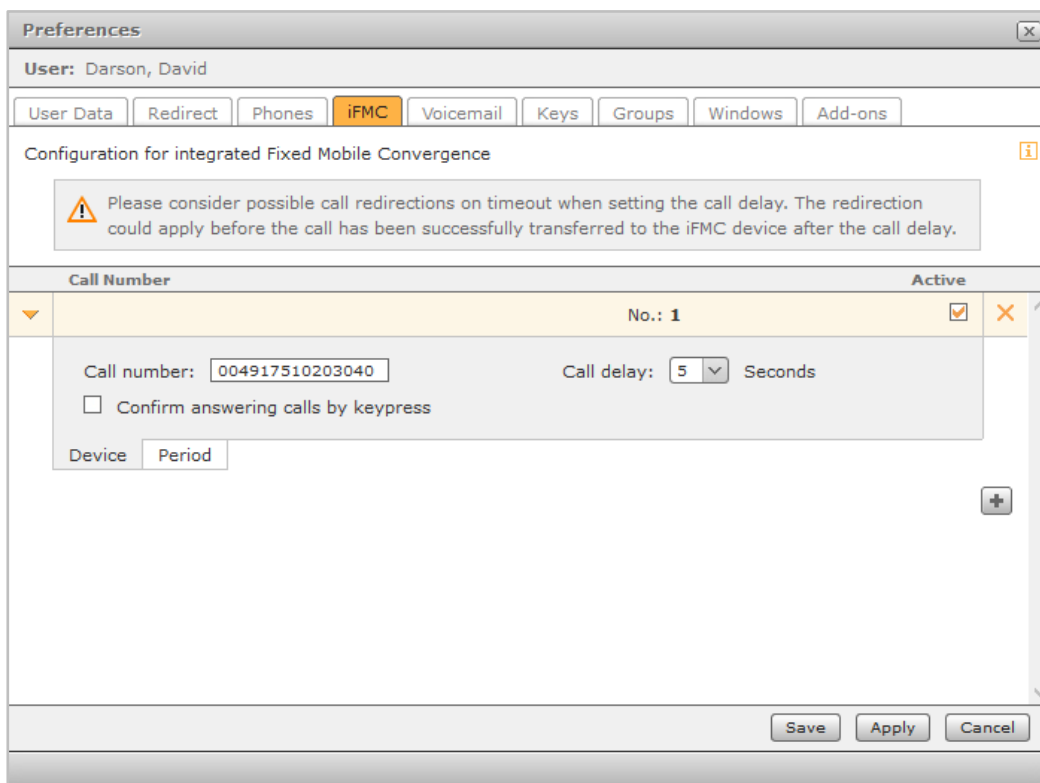 Preferences
User: Darson, David
User Data Redirect Phones iFMC Voicemail Keys Groups Windows Add-ons
Configuration for integrated Fixed Mobile Convergence
Please consider possible call redirections on timeout when setting the call delay. The redirection
could apply before the call has been successfully transferred to the iFMC device after the call delay.
Call Number Active
No.: 1
Call number: 004917510203040 Call delay: 5 Seconds
Confirm answering calls by keypress
Device Period
Save Apply Cancel